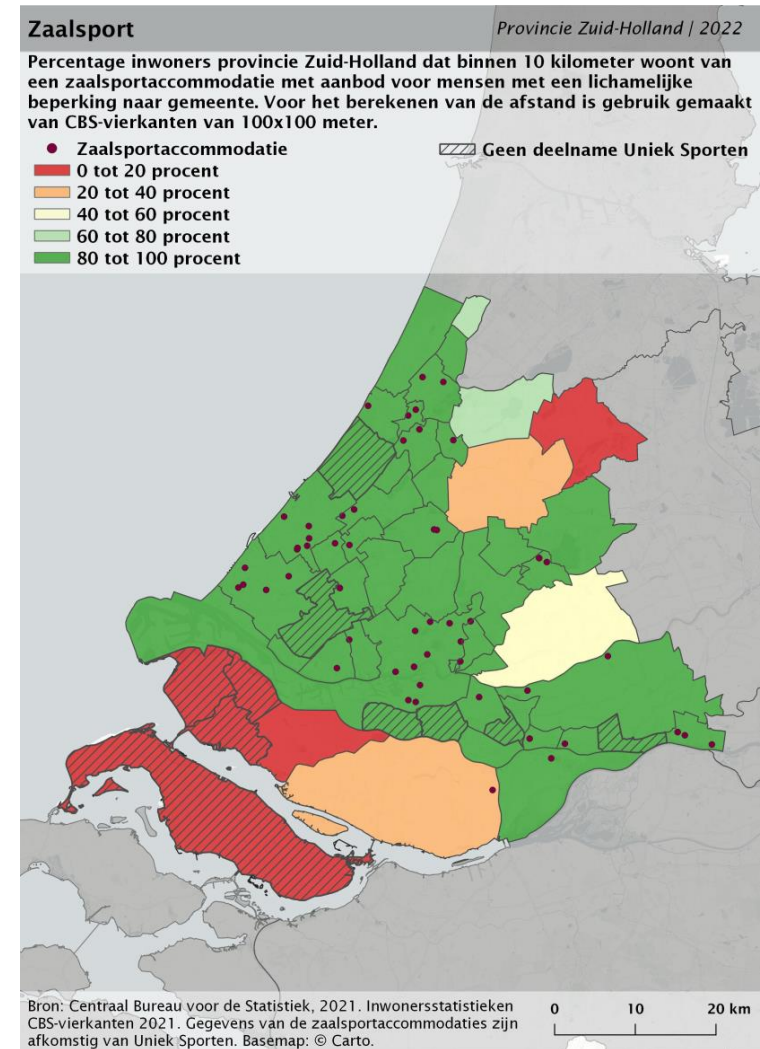 Zaalsport
Provincie Zuid-Holland | 2022
Percentage inwoners provincie Zuid-Holland dat binnen 10 kilometer woont van
een zaalsportaccommodatie met aanbod voor mensen met een lichamelijke
beperking naar gemeente. Voor het berekenen van de afstand is gebruik gemaakt
van CBS-vierkanten van 100x100 meter.
Zaalsportaccommodatie
Geen deelname Uniek Sporten
0 tot 20 procent
20 tot 40 procent
40 tot 60 procent
60 tot 80 procent
80 tot 100 procent
Bron: Centraal Bureau voor de Statistiek, 2021. Inwonersstatistieken
CBS-vierkanten 2021. Gegevens van de zaalsportaccommodaties zijn
afkomstig van Uniek Sporten. Basemap: © Carto.
0 10 20 km